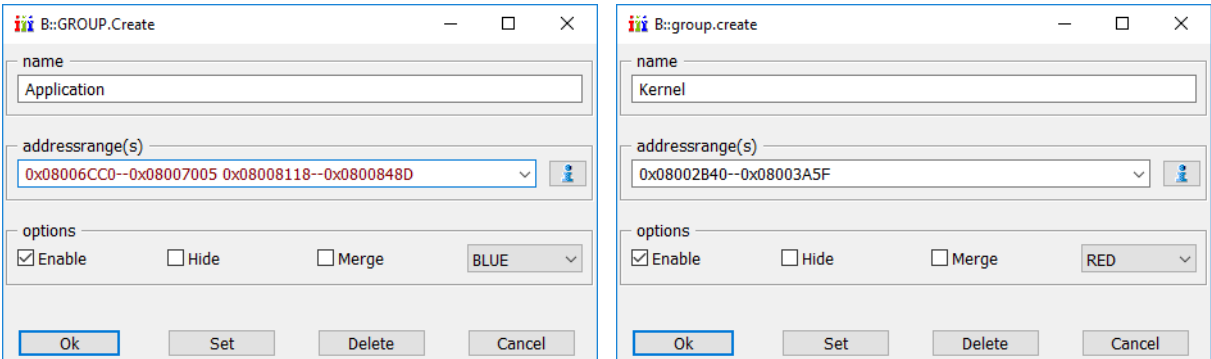 B::GROUP.Create
name
Application
addressrange(s)
0x08006CC0--0x08007005 0x08008118--0x0800848D
options
Enable Hide Merge BLUE
Ok Set Delete Cancel
B::group.create
name
Kernel
addressrange(s)
0x08002B40--0x08003A5F
options
Enable Hide Merge RED
Ok Set Delete Cancel